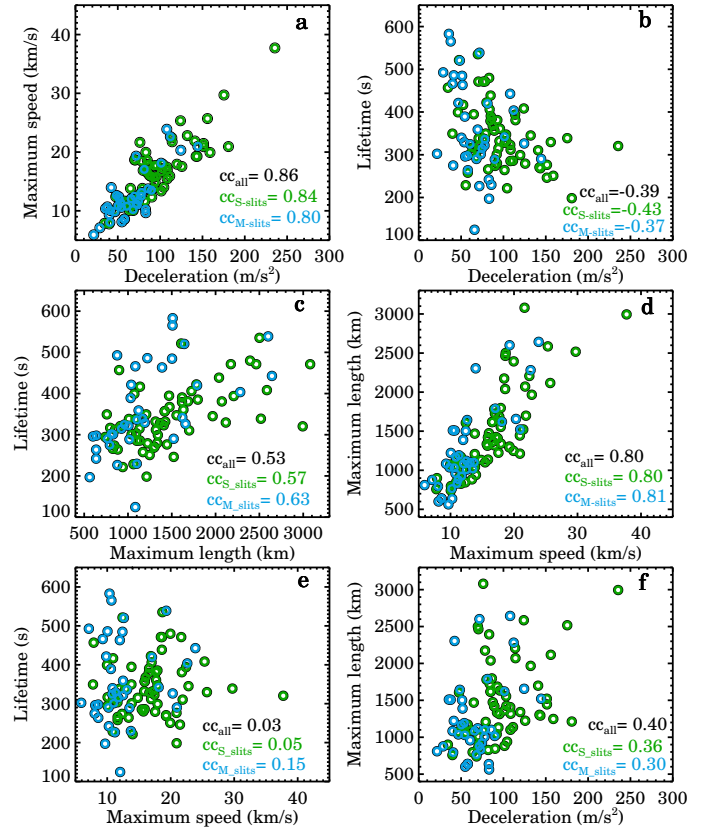 a
Maximum speed (km/s)
40
30
20
10
cc_all = 0.86
cc_S-slits = 0.84
cc_M-slits = 0.80
0 50 100 150 200 250 300
Deceleration (m/s²)
b
Lifetime (s)
600
500
400
300
200
100
cc_all=-0.39
cc_S-slits=-0.43
cc_M-slits=-0.37
0 50 100 150 200 250 300
Deceleration (m/s²)
c
Lifetime (s)
600
500
400
300
200
100
cc_all = 0.53
cc_S_slits = 0.57
cc_M_slits = 0.63
500 1000 1500 2000 2500 3000
Maximum length (km)
d
Maximum length (km)
3000
2500
2000
1500
1000
500
cc_all = 0.80
cc_S-slits = 0.80
cc_M-slits = 0.81
10 20 30 40
Maximum speed (km/s)
e
Lifetime (s)
600
500
400
300
200
100
cc_all= 0.03
cc_S_slits= 0.05
cc_M_slits= 0.15
10 20 30 40
Maximum speed (km/s)
f
Maximum length (km)
3000
2500
2000
1500
1000
500
cc_all= 0.40
cc_S_slits= 0.36
cc_M_slits= 0.30
0 50 100 150 200 250 300
Deceleration (m/s²)